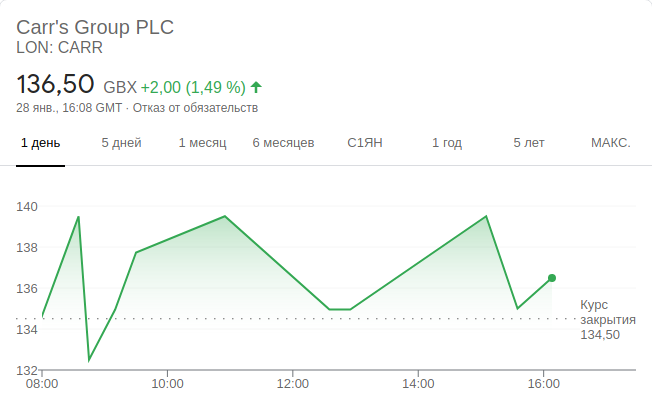 Carr's Group PLC
LON: CARR
136,50 GBX +2,00 (1,49 %)
28 янв., 16:08 GMT · Отказ от обязательств
1 день 5 дней 1 месяц 6 месяцев С1ЯН 1 год 5 лет МАКС.
140
138
136
134
132
Курс
закрытия
134,50
08:00 10:00 12:00 14:00 16:00